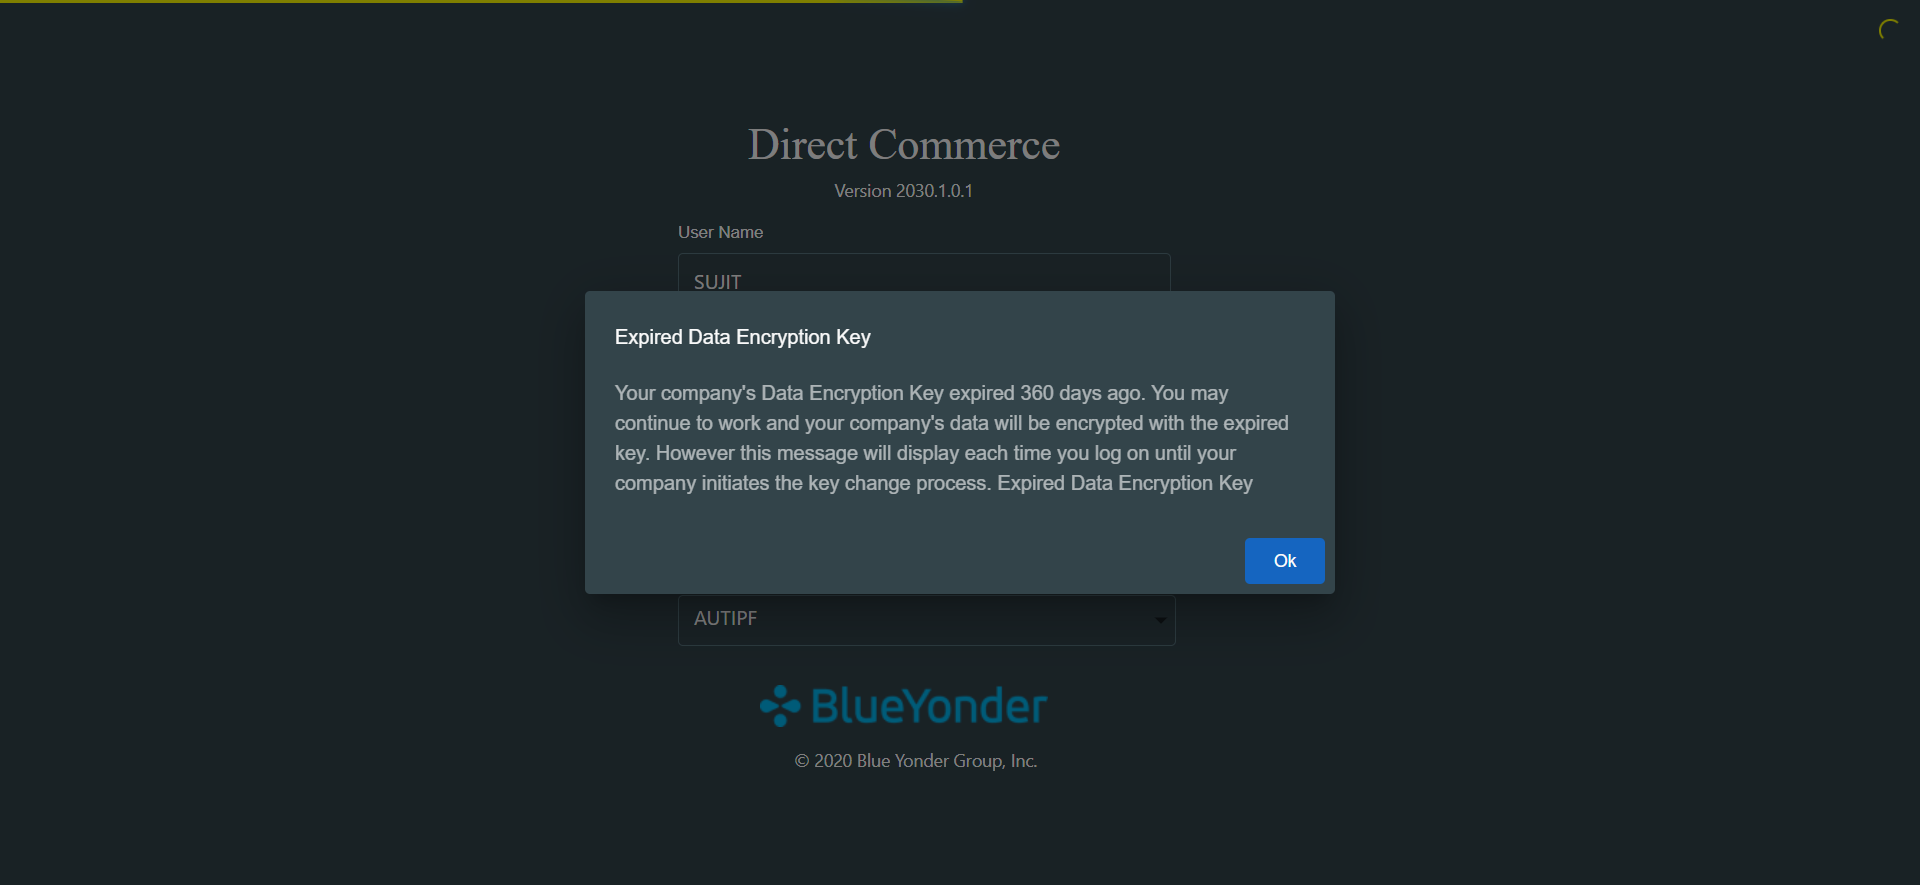 Direct Commerce
Version 2030.1.0.1
User Name
SUJIT
Expired Data Encryption Key
Your company's Data Encryption Key expired 360 days ago. You may
continue to work and your company's data will be encrypted with the expired
key. However this message will display each time you log on until your
company initiates the key change process. Expired Data Encryption Key
Ok
AUTIPF
BlueYonder
© 2020 Blue Yonder Group, Inc.